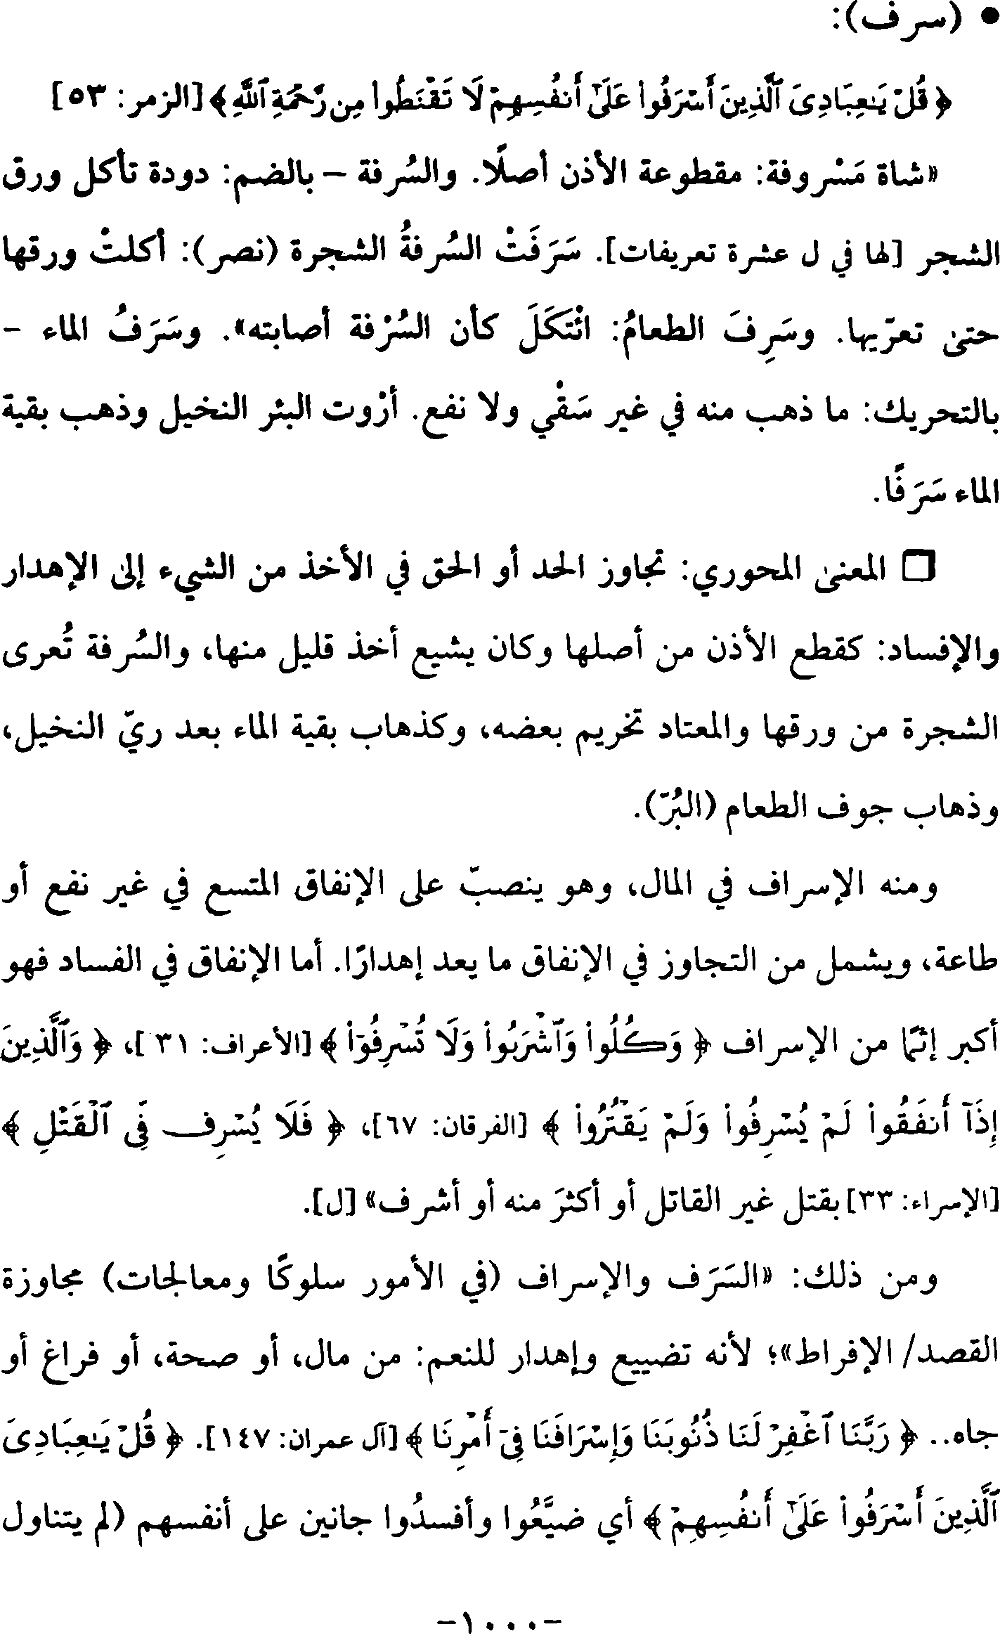 • (سرف):
﴿ قُلْ يَـٰعِبَادِىَ ٱلَّذِينَ أَسْرَفُوا۟ عَلَىٰٓ أَنفُسِهِمْ لَا تَقْنَطُوا۟ مِن رَّحْمَةِ ٱللَّهِ ﴾ [الزمر: ٥٣]
«شاة مَسْروفة: مقطوعة الأذن أصلًا. والسُرفة – بالضم: دودة تأكل ورق
الشجر [لها في ل عشرة تعريفات]. سَرَفَتْ السُرفةُ الشجرة (نصر): أكلتْ ورقها
حتىٰ تعرّيها. وسَرِفَ الطعامُ: ائْتَكَلَ كأن السُرْفة أصابته». وسَرَفُ الماء –
بالتحريك: ما ذهب منه في غير سَقْي ولا نفع. أرْوت البئر النخيل وذهب بقية
الماء سَرَفًا.
□ المعنىٰ المحوري: تجاوز الحد أو الحق في الأخذ من الشيء إلىٰ الإهدار
والإفساد: كقطع الأذن من أصلها وكان يشيع أخذ قليل منها، والسُرفة تُعرى
الشجرة من ورقها والمعتاد تخريم بعضه، وكذهاب بقية الماء بعد ريّ النخيل،
وذهاب جوف الطعام (البُرّ).
ومنه الإسراف في المال، وهو ينصبّ على الإنفاق المتسع في غير نفع أو
طاعة، ويشمل من التجاوز في الإنفاق ما يعد إهدارًا. أما الإنفاق في الفساد فهو
أكبر إثمًا من الإسراف ﴿ وَكُلُوا۟ وَٱشْرَبُوا۟ وَلَا تُسْرِفُوٓا۟ ﴾ [الأعراف: ٣١]، ﴿ وَٱلَّذِينَ
إِذَآ أَنفَقُوا۟ لَمْ يُسْرِفُوا۟ وَلَمْ يَقْتُرُوا۟ ﴾ [الفرقان: ٦٧]، ﴿ فَلَا يُسْرِف فِّى ٱلْقَتْلِ ﴾
[الإسراء: ٣٣] بقتل غير القاتل أو أكثرَ منه أو أشرف» [ل].
ومن ذلك: «السَرَف والإسراف (في الأمور سلوكًا ومعالجات) مجاوزة
القصد/ الإفراط»؛ لأنه تضييع وإهدار للنعم: من مال، أو صحة، أو فراغ أو
جاه.. ﴿ رَبَّنَا ٱغْفِرْ لَنَا ذُنُوبَنَا وَإِسْرَافَنَا فِىٓ أَمْرِنَا ﴾ [آل عمران: ١٤٧]. ﴿ قُلْ يَـٰعِبَادِىَ
ٱلَّذِينَ أَسْرَفُوا۟ عَلَىٰٓ أَنفُسِهِمْ ﴾ أي ضيَّعُوا وأفسدُوا جانين على أنفسهم (لم يتناول
-١٠٠٠-